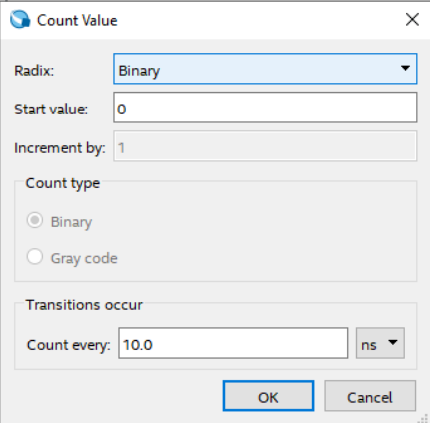 Count Value
Radix: Binary
Start value: 0
Increment by: 1
Count type
Binary
Gray code
Transitions occur
Count every: 10.0 ns
OK Cancel